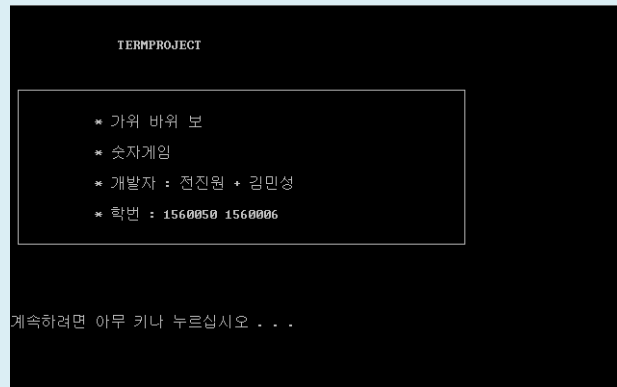 TERMPROJECT
* 가위 바위 보
* 숫자게임
* 개발자 : 전진원 + 김민성
* 학번 : 1560050 1560006
계속하려면 아무 키나 누르십시오 . . .